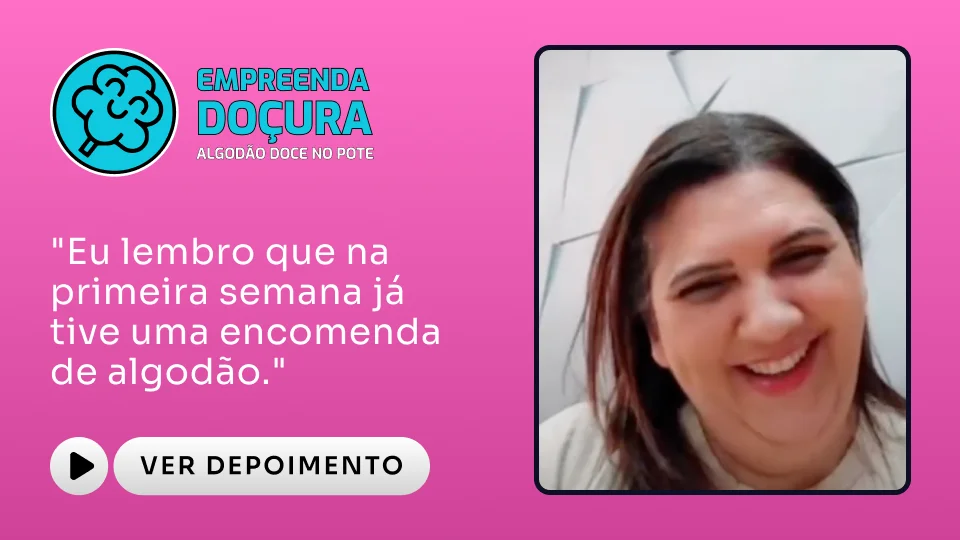 EMPREENDA
DOÇURA
ALGODÃO DOCE NO POTE
"Eu lembro que na
primeira semana já
tive uma encomenda
de algodão."
VER DEPOIMENTO